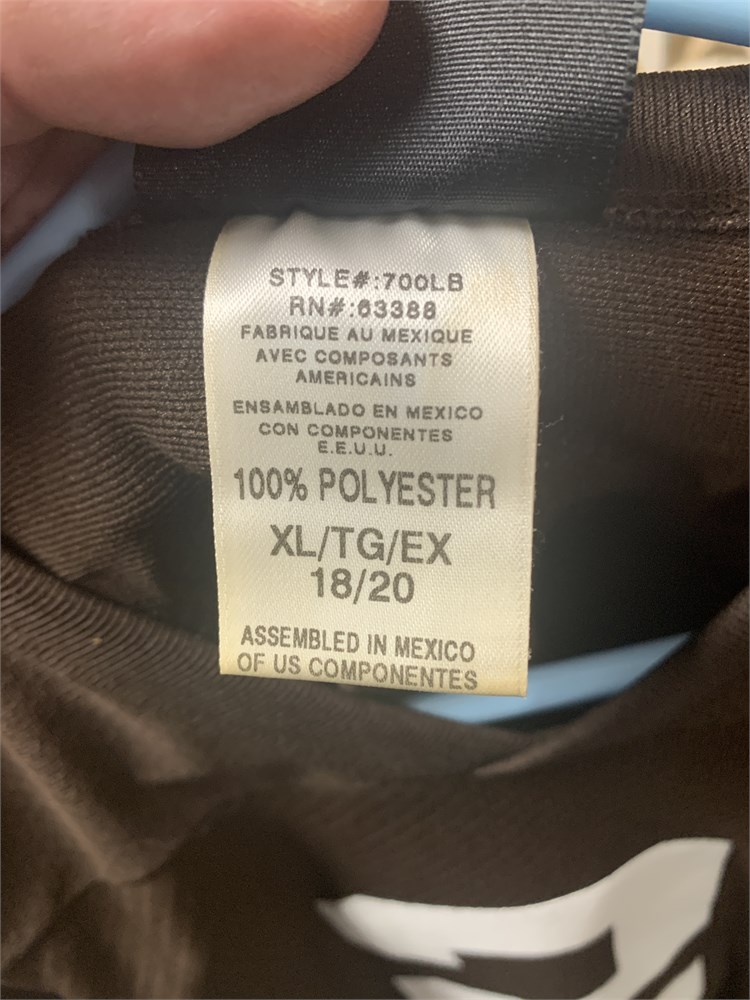 STYLE#:700LB
RN#:63388
FABRIQUE AU MEXIQUE
AVEC COMPOSANTS
AMERICAINS
ENSAMBLADO EN MEXICO
CON COMPONENTES
E.E.U.U.
100% POLYESTER
XL/TG/EX
18/20
ASSEMBLED IN MEXICO
OF US COMPONENTES